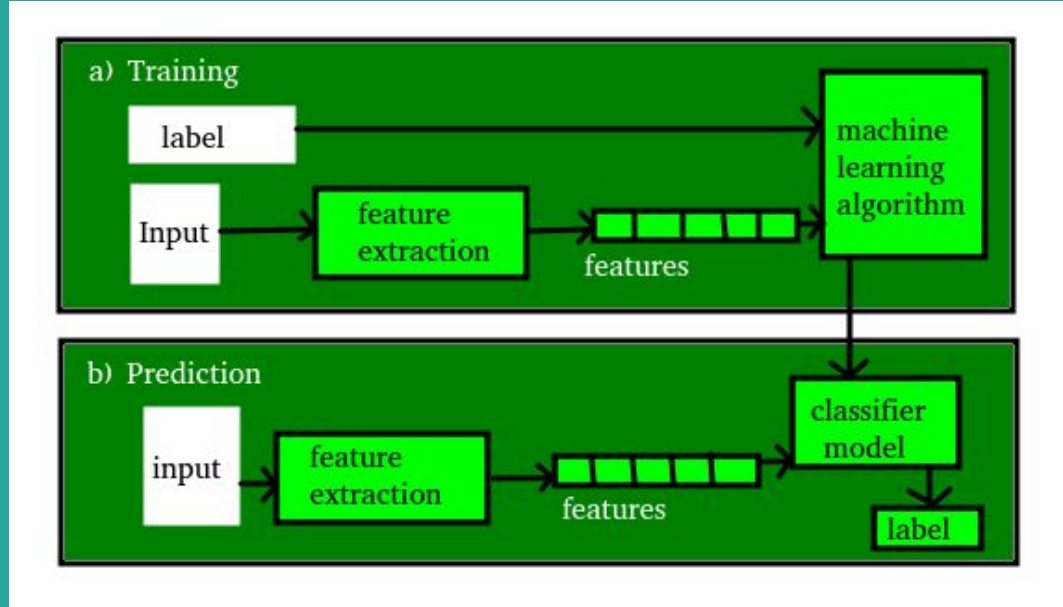 a) Training
label
machine
learning
algorithm
Input
feature
extraction
features
b) Prediction
input
feature
extraction
features
classifier
model
label